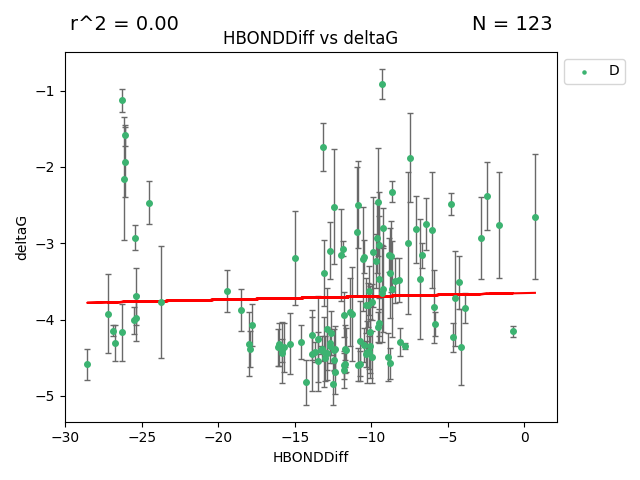 r^2 = 0.00
N = 123
HBONDDiff vs deltaG
D
deltaG
−1
−2
−3
−4
−5
−30 −25 −20 −15 −10 −5 0
HBONDDiff